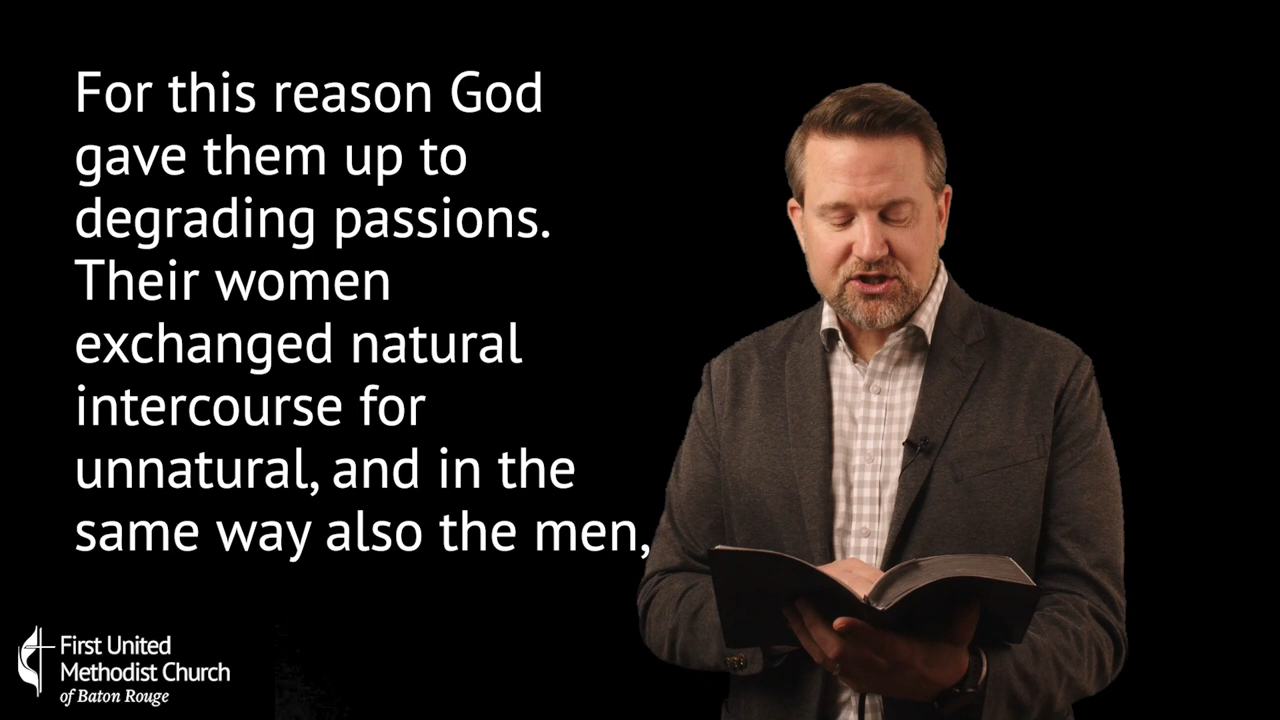 For this reason God
gave them up to
degrading passions.
Their women
exchanged natural
intercourse for
unnatural, and in the
same way also the men,
First United
Methodist Church
of Baton Rouge